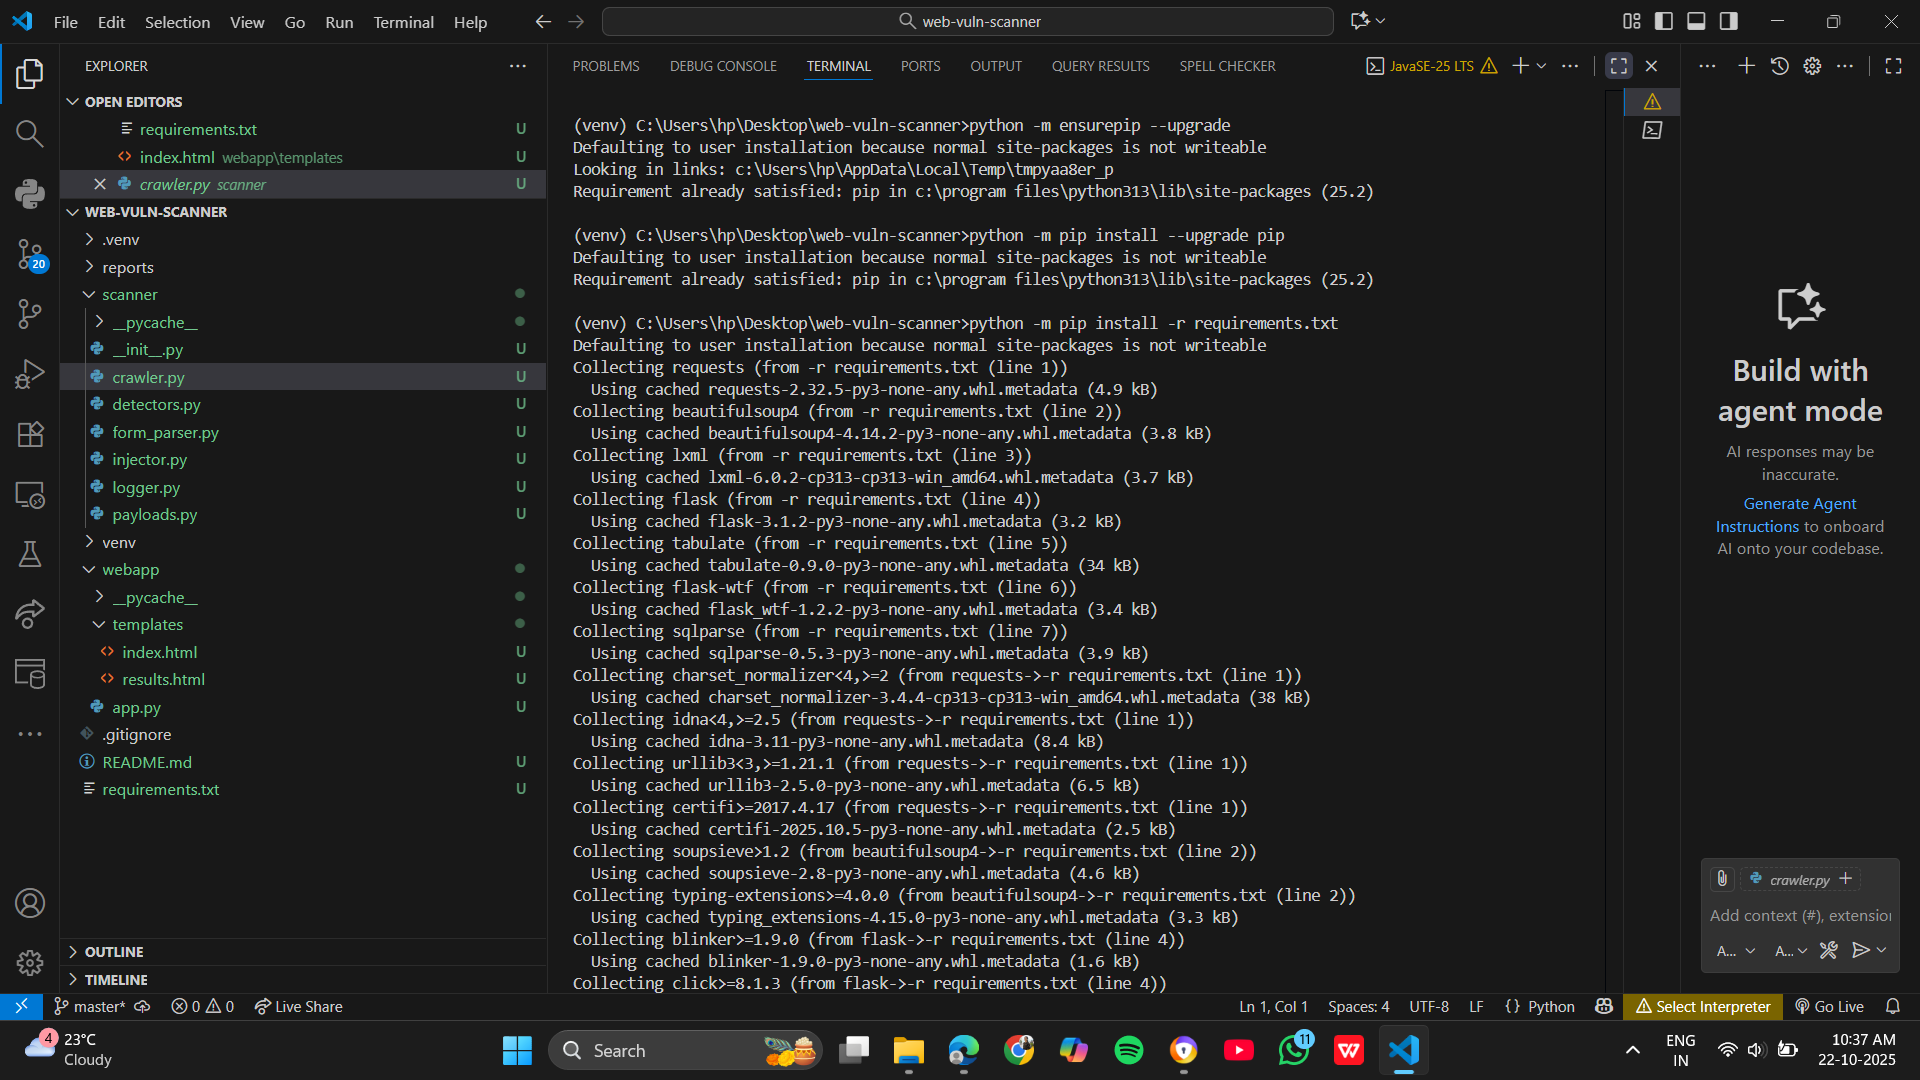 File Edit Selection View Go Run Terminal Help
web-vuln-scanner
EXPLORER
OPEN EDITORS
requirements.txt U
index.html webapp\templates U
crawler.py scanner U
WEB-VULN-SCANNER
.venv
reports
scanner
__pycache__
__init__.py U
crawler.py U
detectors.py U
form_parser.py U
injector.py U
logger.py U
payloads.py U
venv
webapp
__pycache__
templates
index.html U
results.html U
app.py U
.gitignore
README.md U
requirements.txt U
OUTLINE
TIMELINE
20
PROBLEMS DEBUG CONSOLE TERMINAL PORTS OUTPUT QUERY RESULTS SPELL CHECKER
JavaSE-25 LTS
(venv) C:\Users\hp\Desktop\web-vuln-scanner>python -m ensurepip --upgrade
Defaulting to user installation because normal site-packages is not writeable
Looking in links: c:\Users\hp\AppData\Local\Temp\tmpyaa8er_p
Requirement already satisfied: pip in c:\program files\python313\lib\site-packages (25.2)
(venv) C:\Users\hp\Desktop\web-vuln-scanner>python -m pip install --upgrade pip
Defaulting to user installation because normal site-packages is not writeable
Requirement already satisfied: pip in c:\program files\python313\lib\site-packages (25.2)
(venv) C:\Users\hp\Desktop\web-vuln-scanner>python -m pip install -r requirements.txt
Defaulting to user installation because normal site-packages is not writeable
Collecting requests (from -r requirements.txt (line 1))
Using cached requests-2.32.5-py3-none-any.whl.metadata (4.9 kB)
Collecting beautifulsoup4 (from -r requirements.txt (line 2))
Using cached beautifulsoup4-4.14.2-py3-none-any.whl.metadata (3.8 kB)
Collecting lxml (from -r requirements.txt (line 3))
Using cached lxml-6.0.2-cp313-cp313-win_amd64.whl.metadata (3.7 kB)
Collecting flask (from -r requirements.txt (line 4))
Using cached flask-3.1.2-py3-none-any.whl.metadata (3.2 kB)
Collecting tabulate (from -r requirements.txt (line 5))
Using cached tabulate-0.9.0-py3-none-any.whl.metadata (34 kB)
Collecting flask-wtf (from -r requirements.txt (line 6))
Using cached flask_wtf-1.2.2-py3-none-any.whl.metadata (3.4 kB)
Collecting sqlparse (from -r requirements.txt (line 7))
Using cached sqlparse-0.5.3-py3-none-any.whl.metadata (3.9 kB)
Collecting charset_normalizer<4,>=2 (from requests->-r requirements.txt (line 1))
Using cached charset_normalizer-3.4.4-cp313-cp313-win_amd64.whl.metadata (38 kB)
Collecting idna<4,>=2.5 (from requests->-r requirements.txt (line 1))
Using cached idna-3.11-py3-none-any.whl.metadata (8.4 kB)
Collecting urllib3<3,>=1.21.1 (from requests->-r requirements.txt (line 1))
Using cached urllib3-2.5.0-py3-none-any.whl.metadata (6.5 kB)
Collecting certifi>=2017.4.17 (from requests->-r requirements.txt (line 1))
Using cached certifi-2025.10.5-py3-none-any.whl.metadata (2.5 kB)
Collecting soupsieve>1.2 (from beautifulsoup4->-r requirements.txt (line 2))
Using cached soupsieve-2.8-py3-none-any.whl.metadata (4.6 kB)
Collecting typing-extensions>=4.0.0 (from beautifulsoup4->-r requirements.txt (line 2))
Using cached typing_extensions-4.15.0-py3-none-any.whl.metadata (3.3 kB)
Collecting blinker>=1.9.0 (from flask->-r requirements.txt (line 4))
Using cached blinker-1.9.0-py3-none-any.whl.metadata (1.6 kB)
Collecting click>=8.1.3 (from flask->-r requirements.txt (line 4))
Build with
agent mode
AI responses may be
inaccurate.
Generate Agent
Instructions to onboard
AI onto your codebase.
crawler.py
Add context (#), extensio
A... A...
master* 0 0 Live Share
Ln 1, Col 1 Spaces: 4 UTF-8 LF {} Python Select Interpreter Go Live
4 23°C
Cloudy
Search
11
ENG
IN
10:37 AM
22-10-2025